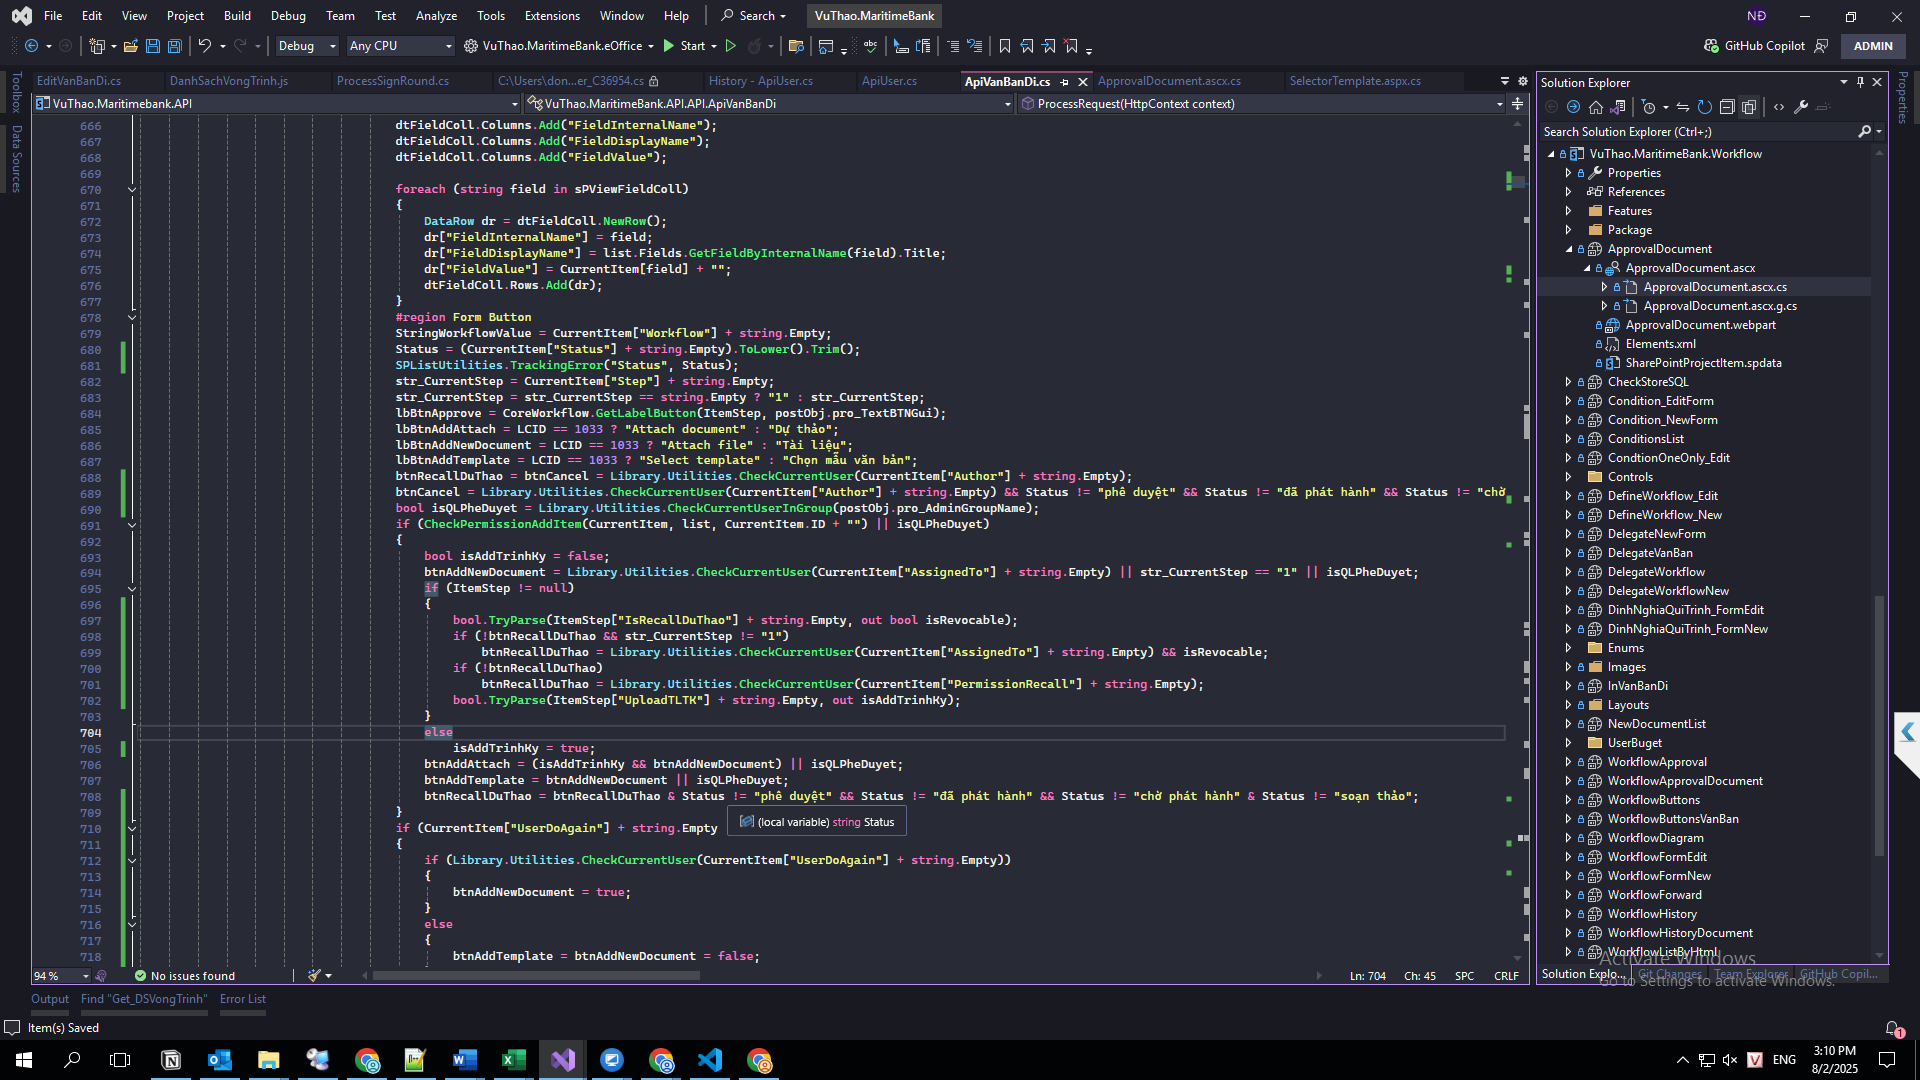 File Edit View Project Build Debug Team Test Analyze Tools Extensions Window Help Search VuThao.MaritimeBank NĐ
Debug Any CPU VuThao.MaritimeBank.eOffice Start GitHub Copilot ADMIN
EditVanBanDi.cs DanhSachVongTrinh.js ProcessSignRound.cs C:\Users\don...er_C36954.cs History - ApiUser.cs ApiUser.cs ApiVanBanDi.cs ApprovalDocument.ascx.cs SelectorTemplate.aspx.cs
VuThao.Maritimebank.API VuThao.MaritimeBank.API.API.ApiVanBanDi ProcessRequest(HttpContext context)
Toolbox
Data Sources
666 dtFieldColl.Columns.Add("FieldInternalName");
667 dtFieldColl.Columns.Add("FieldDisplayName");
668 dtFieldColl.Columns.Add("FieldValue");
669
670 foreach (string field in sPViewFieldColl)
671 {
672 DataRow dr = dtFieldColl.NewRow();
673 dr["FieldInternalName"] = field;
674 dr["FieldDisplayName"] = list.Fields.GetFieldByInternalName(field).Title;
675 dr["FieldValue"] = CurrentItem[field] + "";
676 dtFieldColl.Rows.Add(dr);
677 }
678 #region Form Button
679 StringWorkflowValue = CurrentItem["Workflow"] + string.Empty;
680 Status = (CurrentItem["Status"] + string.Empty).ToLower().Trim();
681 SPListUtilities.TrackingError("Status", Status);
682 str_CurrentStep = CurrentItem["Step"] + string.Empty;
683 str_CurrentStep = str_CurrentStep == string.Empty ? "1" : str_CurrentStep;
684 lbBtnApprove = CoreWorkflow.GetLabelButton(ItemStep, postObj.pro_TextBTNGui);
685 lbBtnAddAttach = LCID == 1033 ? "Attach document" : "Dự thảo";
686 lbBtnAddNewDocument = LCID == 1033 ? "Attach file" : "Tài liệu";
687 lbBtnAddTemplate = LCID == 1033 ? "Select template" : "Chọn mẫu văn bản";
688 btnRecallDuThao = btnCancel = Library.Utilities.CheckCurrentUser(CurrentItem["Author"] + string.Empty);
689 btnCancel = Library.Utilities.CheckCurrentUser(CurrentItem["Author"] + string.Empty) && Status != "phê duyệt" && Status != "đã phát hành" && Status != "chờ
690 bool isQLPheDuyet = Library.Utilities.CheckCurrentUserInGroup(postObj.pro_AdminGroupName);
691 if (CheckPermissionAddItem(CurrentItem, list, CurrentItem.ID + "") || isQLPheDuyet)
692 {
693 bool isAddTrinhKy = false;
694 btnAddNewDocument = Library.Utilities.CheckCurrentUser(CurrentItem["AssignedTo"] + string.Empty) || str_CurrentStep == "1" || isQLPheDuyet;
695 if (ItemStep != null)
696 {
697 bool.TryParse(ItemStep["IsRecallDuThao"] + string.Empty, out bool isRevocable);
698 if (!btnRecallDuThao && str_CurrentStep != "1")
699 btnRecallDuThao = Library.Utilities.CheckCurrentUser(CurrentItem["AssignedTo"] + string.Empty) && isRevocable;
700 if (!btnRecallDuThao)
701 btnRecallDuThao = Library.Utilities.CheckCurrentUser(CurrentItem["PermissionRecall"] + string.Empty);
702 bool.TryParse(ItemStep["UploadTLTK"] + string.Empty, out isAddTrinhKy);
703 }
704 else
705 isAddTrinhKy = true;
706 btnAddAttach = (isAddTrinhKy && btnAddNewDocument) || isQLPheDuyet;
707 btnAddTemplate = btnAddNewDocument || isQLPheDuyet;
708 btnRecallDuThao = btnRecallDuThao & Status != "phê duyệt" && Status != "đã phát hành" && Status != "chờ phát hành" & Status != "soạn thảo";
709 }
710 if (CurrentItem["UserDoAgain"] + string.Empty
(local variable) string Status
711 {
712 if (Library.Utilities.CheckCurrentUser(CurrentItem["UserDoAgain"] + string.Empty))
713 {
714 btnAddNewDocument = true;
715 }
716 else
717 {
718 btnAddTemplate = btnAddNewDocument = false;
94 % No issues found Ln: 704 Ch: 45 SPC CRLF
Output Find "Get_DSVongTrinh" Error List
Item(s) Saved
Solution Explorer
Search Solution Explorer (Ctrl+;)
VuThao.MaritimeBank.Workflow
Properties
References
Features
Package
ApprovalDocument
ApprovalDocument.ascx
ApprovalDocument.ascx.cs
ApprovalDocument.ascx.g.cs
ApprovalDocument.webpart
Elements.xml
SharePointProjectItem.spdata
CheckStoreSQL
Condition_EditForm
Condition_NewForm
ConditionsList
CondtionOneOnly_Edit
Controls
DefineWorkflow_Edit
DefineWorkflow_New
DelegateNewForm
DelegateVanBan
DelegateWorkflow
DelegateWorkflowNew
DinhNghiaQuiTrinh_FormEdit
DinhNghiaQuiTrinh_FormNew
Enums
Images
InVanBanDi
Layouts
NewDocumentList
UserBuget
WorkflowApproval
WorkflowApprovalDocument
WorkflowButtons
WorkflowButtonsVanBan
WorkflowDiagram
WorkflowFormEdit
WorkflowFormNew
WorkflowForward
WorkflowHistory
WorkflowHistoryDocument
WorkflowListByHtml
Solution Explo... Git Changes Team Explorer GitHub Copil...
Activate Windows
Go to Settings to activate Windows.
Properties
1
ENG 3:10 PM
8/2/2025